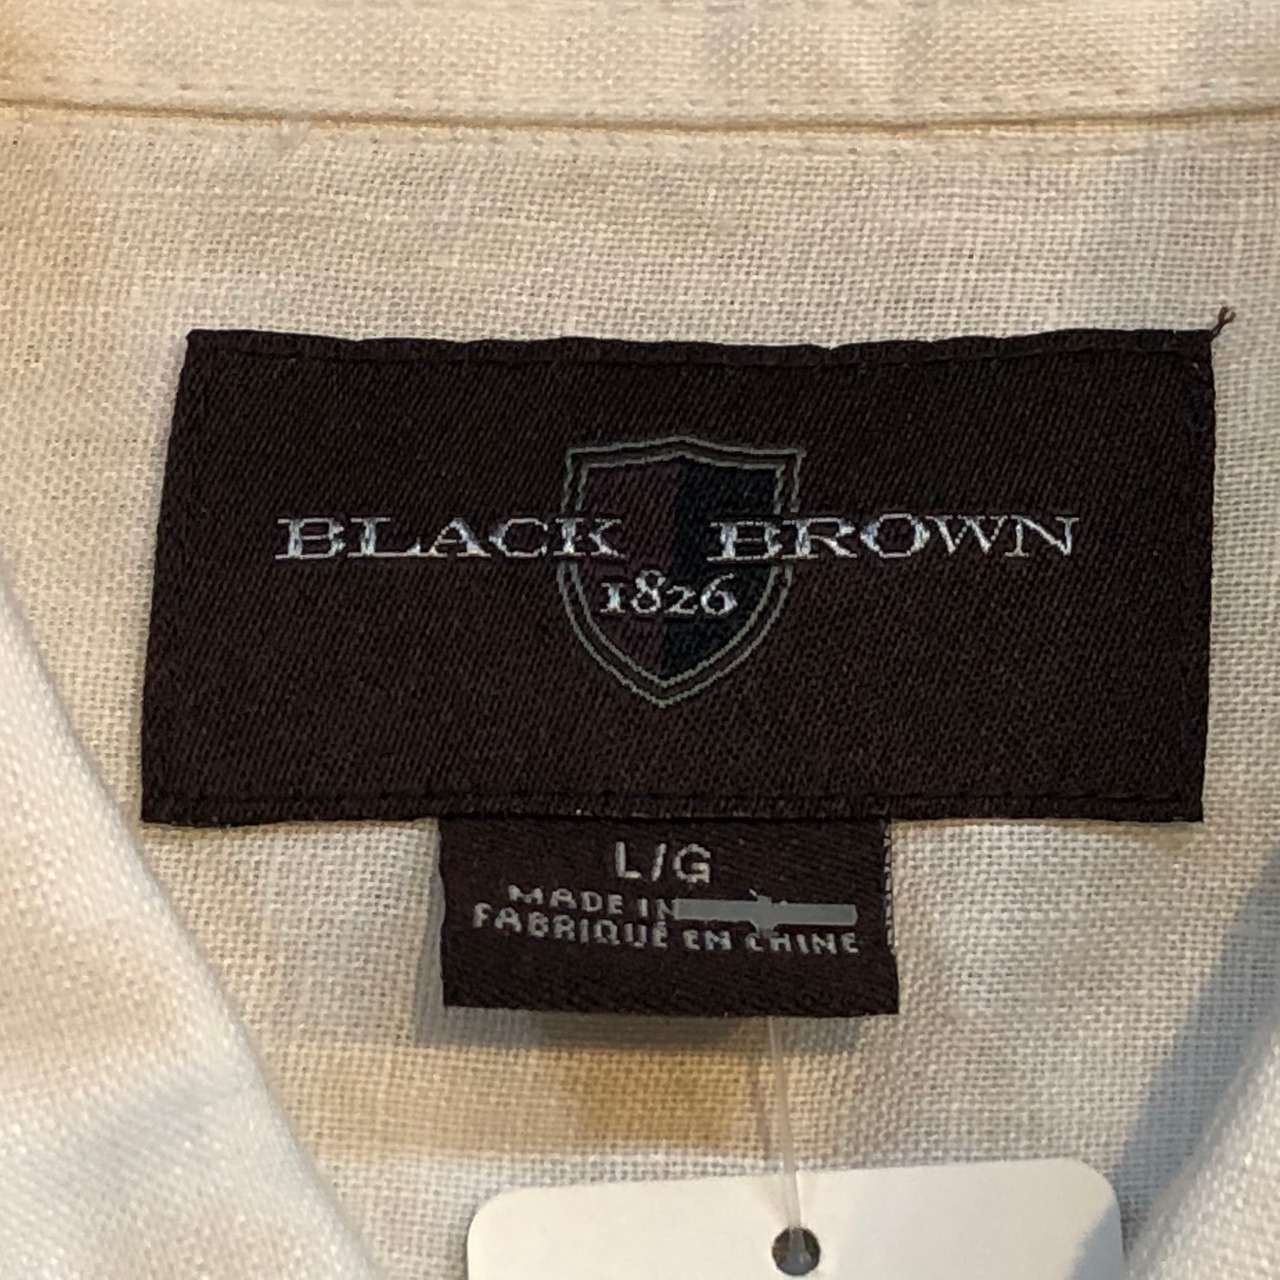 BLACK BROWN
1826
L/G
MADE IN
FABRIQUÉ EN CHINE